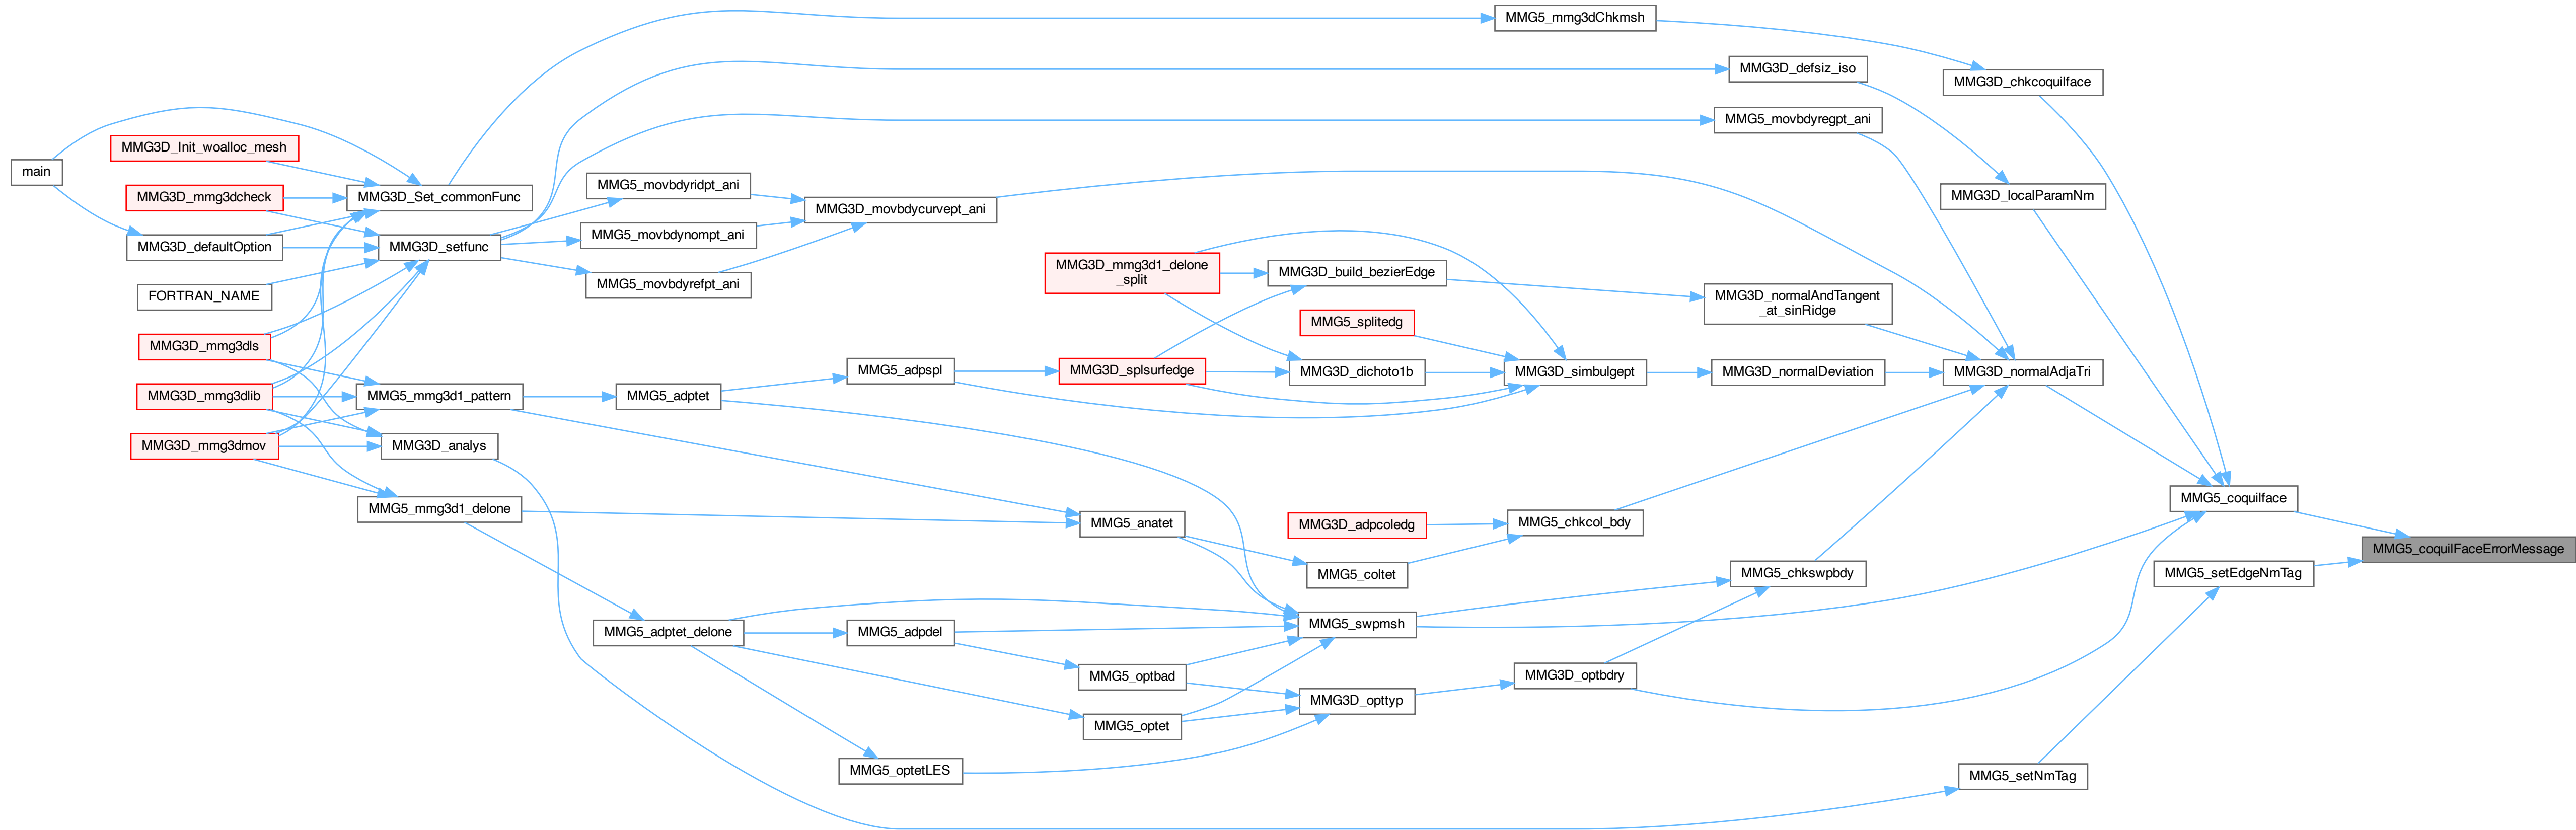 MMG5_mmg3dChkmsh
MMG3D_defsiz_iso
MMG3D_chkcoquilface
MMG5_movbdyregpt_ani
MMG3D_Init_woalloc_mesh
main
MMG5_movbdyridpt_ani
MMG3D_mmg3dcheck
MMG3D_Set_commonFunc
MMG3D_localParamNm
MMG3D_movbdycurvept_ani
MMG5_movbdynompt_ani
MMG3D_defaultOption
MMG3D_setfunc
MMG3D_mmg3d1_delone
_split
MMG3D_build_bezierEdge
MMG5_movbdyrefpt_ani
FORTRAN_NAME
MMG3D_normalAndTangent
_at_sinRidge
MMG5_splitedg
MMG3D_mmg3dls
MMG5_adpspl
MMG3D_splsurfedge
MMG3D_dichoto1b
MMG3D_simbulgept
MMG3D_normalDeviation
MMG3D_normalAdjaTri
MMG3D_mmg3dlib
MMG5_mmg3d1_pattern
MMG5_adptet
MMG3D_mmg3dmov
MMG3D_analys
MMG5_coquilface
MMG5_mmg3d1_delone
MMG5_anatet
MMG3D_adpcoledg
MMG5_chkcol_bdy
MMG5_coquilFaceErrorMessage
MMG5_coltet
MMG5_chkswpbdy
MMG5_setEdgeNmTag
MMG5_swpmsh
MMG5_adptet_delone
MMG5_adpdel
MMG5_optbad
MMG3D_optbdry
MMG3D_opttyp
MMG5_optet
MMG5_optetLES
MMG5_setNmTag